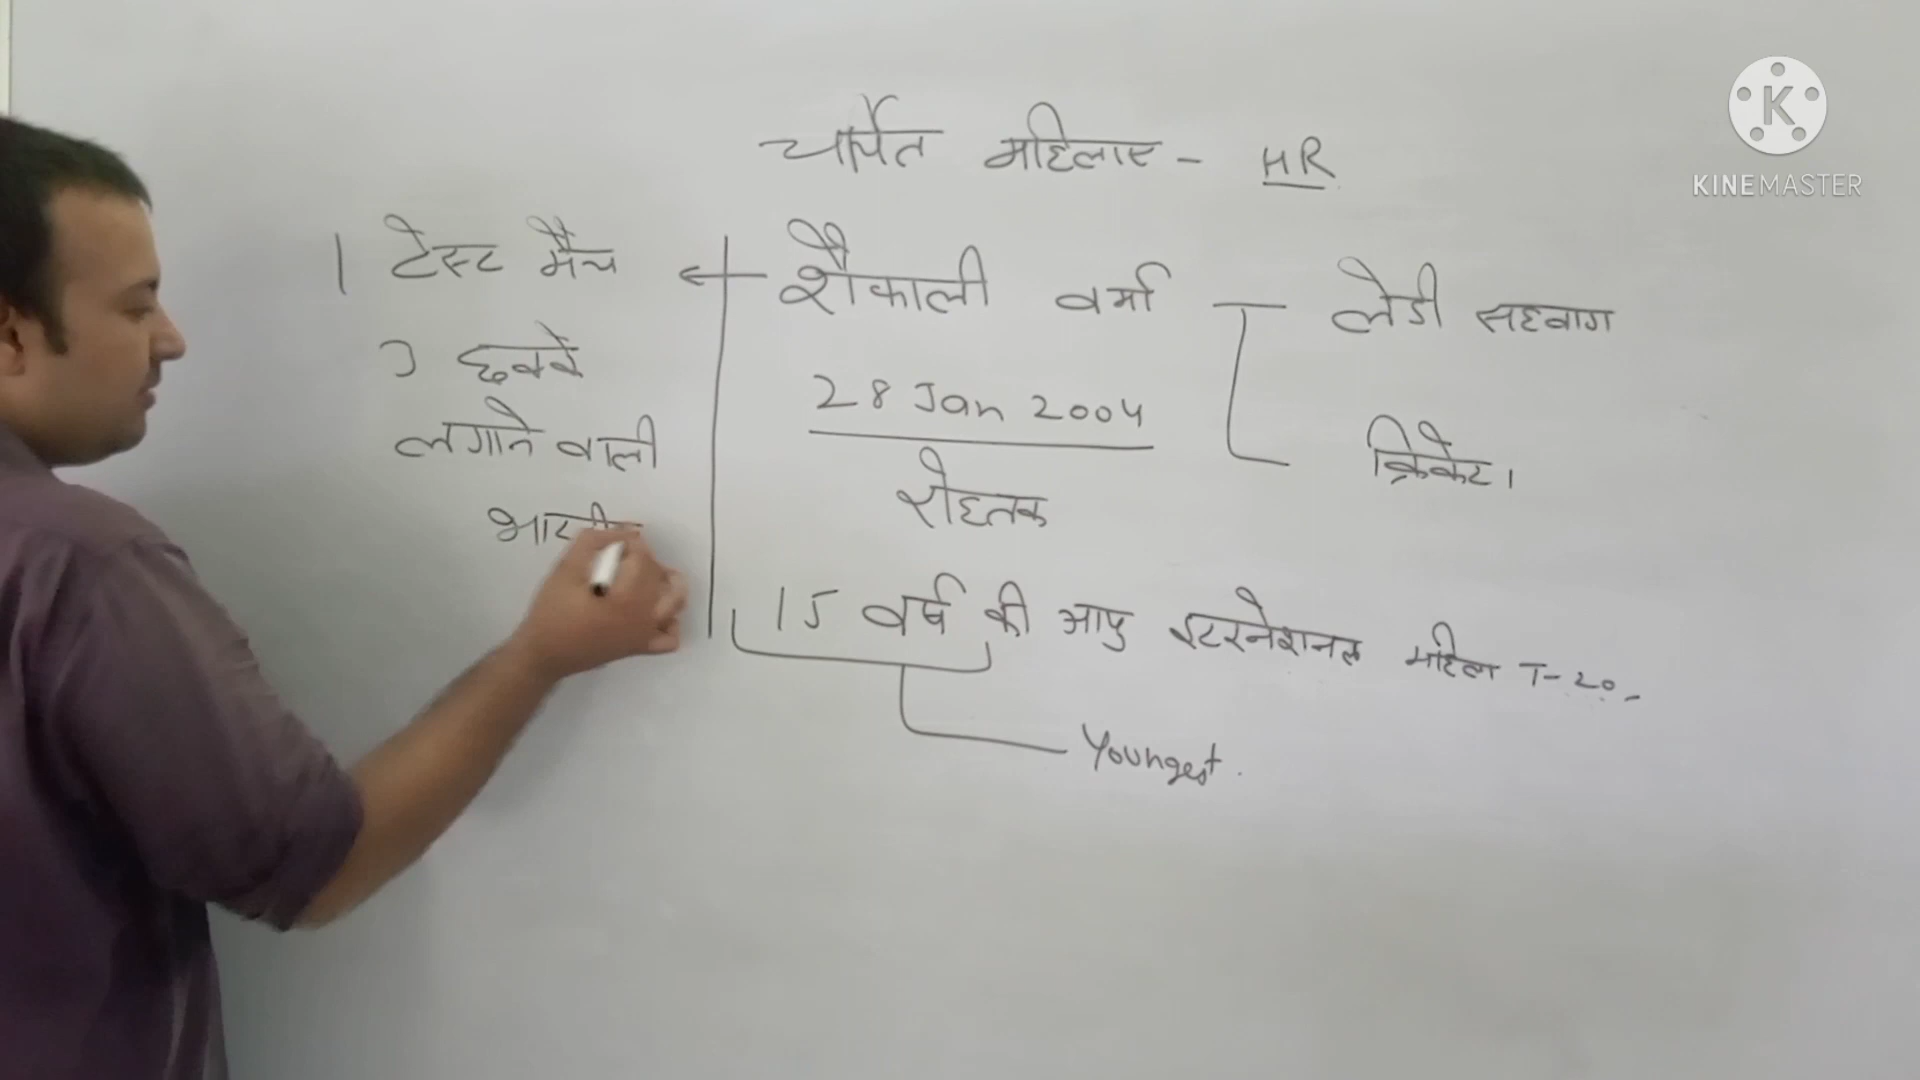 चर्चित महिलाएं - HR
1 टेस्ट मैच
3 छक्के
लगाने वाली
शैफाली वर्मा
28 Jan 2004
रोहतक
लेडी सहवाग
क्रिकेट।
15 वर्ष की आयु इंटरनेशनल महिला T-20
Youngest.
K
KINEMASTER